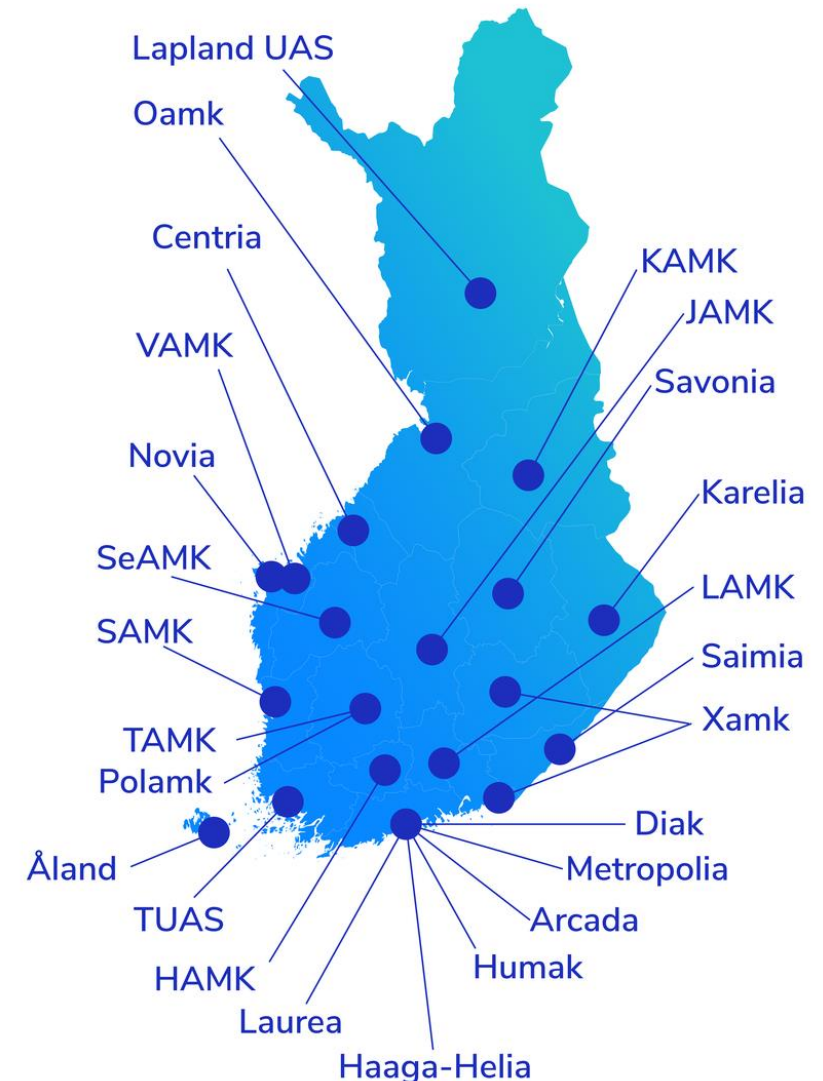 Lapland UAS
Oamk
Centria
KAMK
JAMK
VAMK
Savonia
Novia
Karelia
SeAMK
LAMK
SAMK
Saimia
Xamk
TAMK
Polamk
Diak
Åland
Metropolia
TUAS
Arcada
Humak
HAMK
Laurea
Haaga-Helia